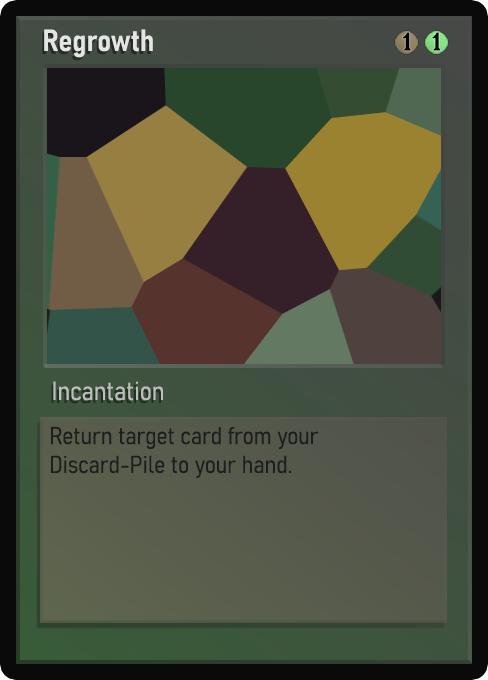 Regrowth 1 1
Incantation
Return target card from your
Discard-Pile to your hand.